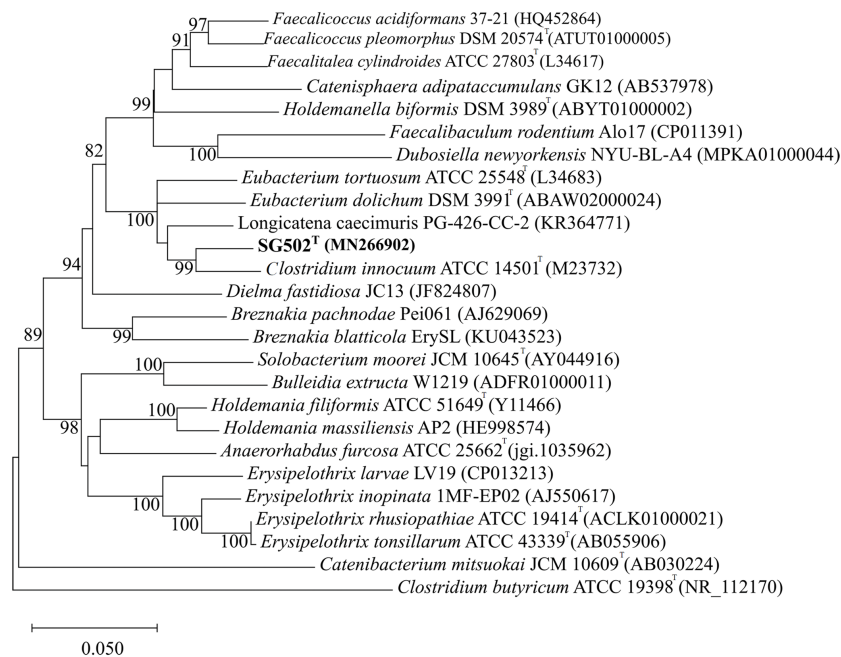 Faecalicoccus acidiformans 37-21 (HQ452864)
97
Faecalicoccus pleomorphus DSM 20574ᵀ(ATUT01000005)
91
Faecalitalea cylindroides ATCC 27803ᵀ(L34617)
Catenisphaera adipataccumulans GK12 (AB537978)
99
Holdemanella biformis DSM 3989ᵀ(ABYT01000002)
Faecalibaculum rodentium Alo17 (CP011391)
100
Dubosiella newyorkensis NYU-BL-A4 (MPKA01000044)
82
Eubacterium tortuosum ATCC 25548ᵀ(L34683)
Eubacterium dolichum DSM 3991ᵀ(ABAW02000024)
100
Longicatena caecimuris PG-426-CC-2 (KR364771)
SG502ᵀ (MN266902)
99
Clostridium innocuum ATCC 14501ᵀ(M23732)
94
Dielma fastidiosa JC13 (JF824807)
Breznakia pachnodae Pei061 (AJ629069)
99
Breznakia blatticola ErySL (KU043523)
89
Solobacterium moorei JCM 10645ᵀ(AY044916)
100
Bulleidia extructa W1219 (ADFR01000011)
Holdemania filiformis ATCC 51649ᵀ(Y11466)
100
Holdemania massiliensis AP2 (HE998574)
98
Anaerorhabdus furcosa ATCC 25662ᵀ(jgi.1035962)
Erysipelothrix larvae LV19 (CP013213)
100
Erysipelothrix inopinata 1MF-EP02 (AJ550617)
100
Erysipelothrix rhusiopathiae ATCC 19414ᵀ(ACLK01000021)
100
Erysipelothrix tonsillarum ATCC 43339ᵀ(AB055906)
Catenibacterium mitsuokai JCM 10609ᵀ(AB030224)
Clostridium butyricum ATCC 19398ᵀ(NR_112170)
0.050